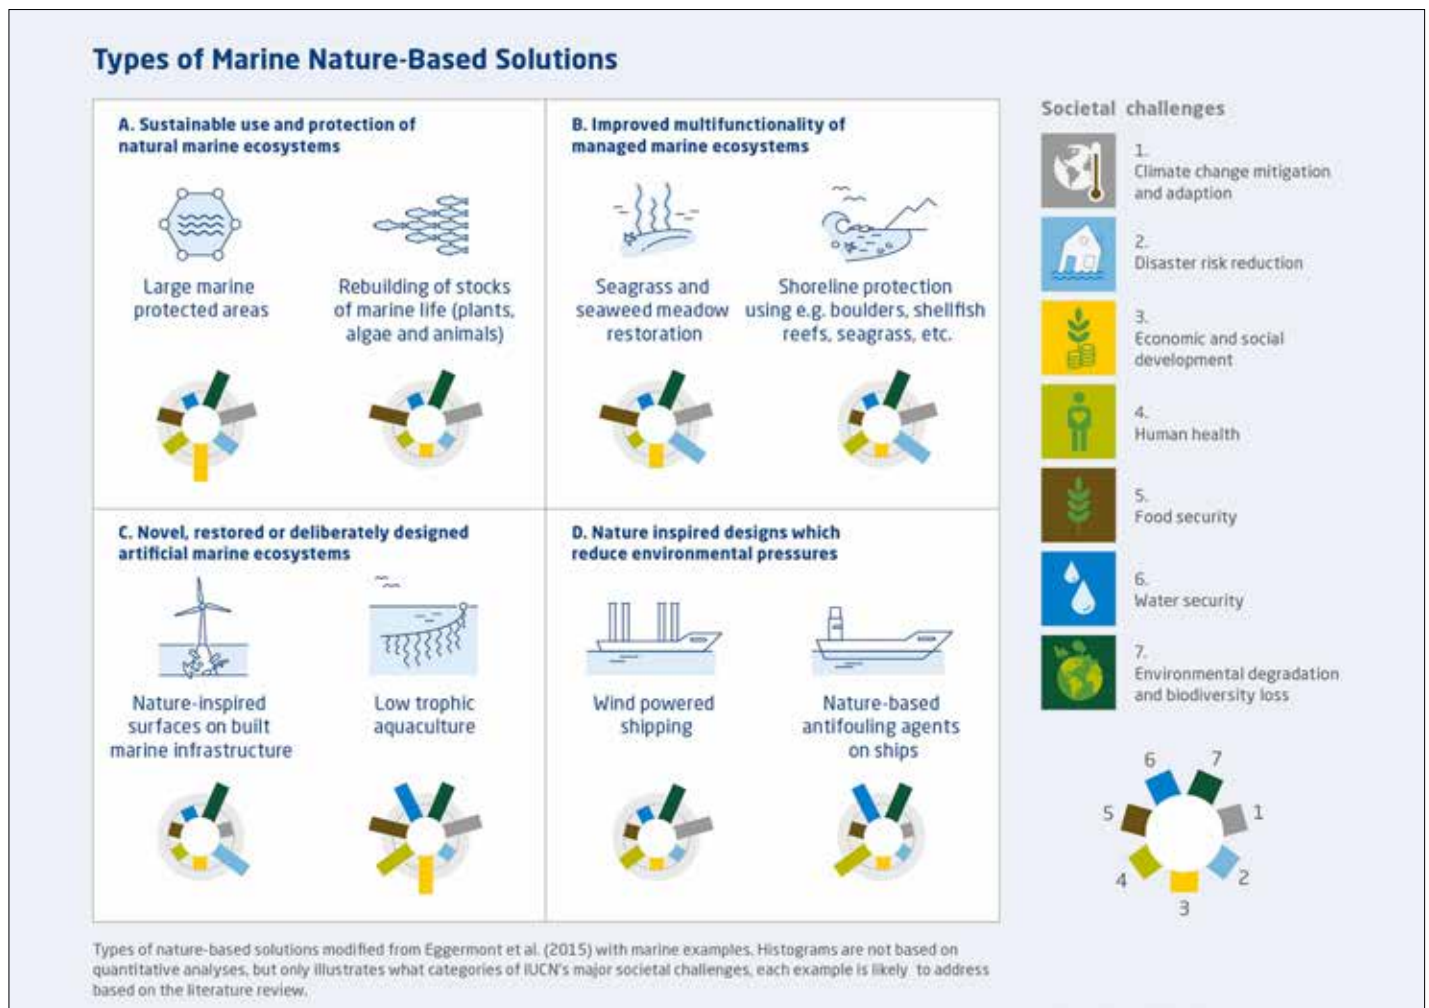 Types of Marine Nature-Based Solutions
A. Sustainable use and protection of
natural marine ecosystems
Large marine
protected areas
Rebuilding of stocks
of marine life (plants,
algae and animals)
B. Improved multifunctionality of
managed marine ecosystems
Seagrass and
seaweed meadow
restoration
Shoreline protection
using e.g. boulders, shellfish
reefs, seagrass, etc.
C. Novel, restored or deliberately designed
artificial marine ecosystems
Nature-inspired
surfaces on built
marine infrastructure
Low trophic
aquaculture
D. Nature inspired designs which
reduce environmental pressures
Wind powered
shipping
Nature-based
antifouling agents
on ships
Societal challenges
1.
Climate change mitigation
and adaption
2.
Disaster risk reduction
3.
Economic and social
development
4.
Human health
5.
Food security
6.
Water security
7.
Environmental degradation
and biodiversity loss
6 7
5 1
4 2
3
Types of nature-based solutions modified from Eggermont et al. (2015) with marine examples. Histograms are not based on
quantitative analyses, but only illustrates what categories of IUCN's major societal challenges, each example is likely to address
based on the literature review.